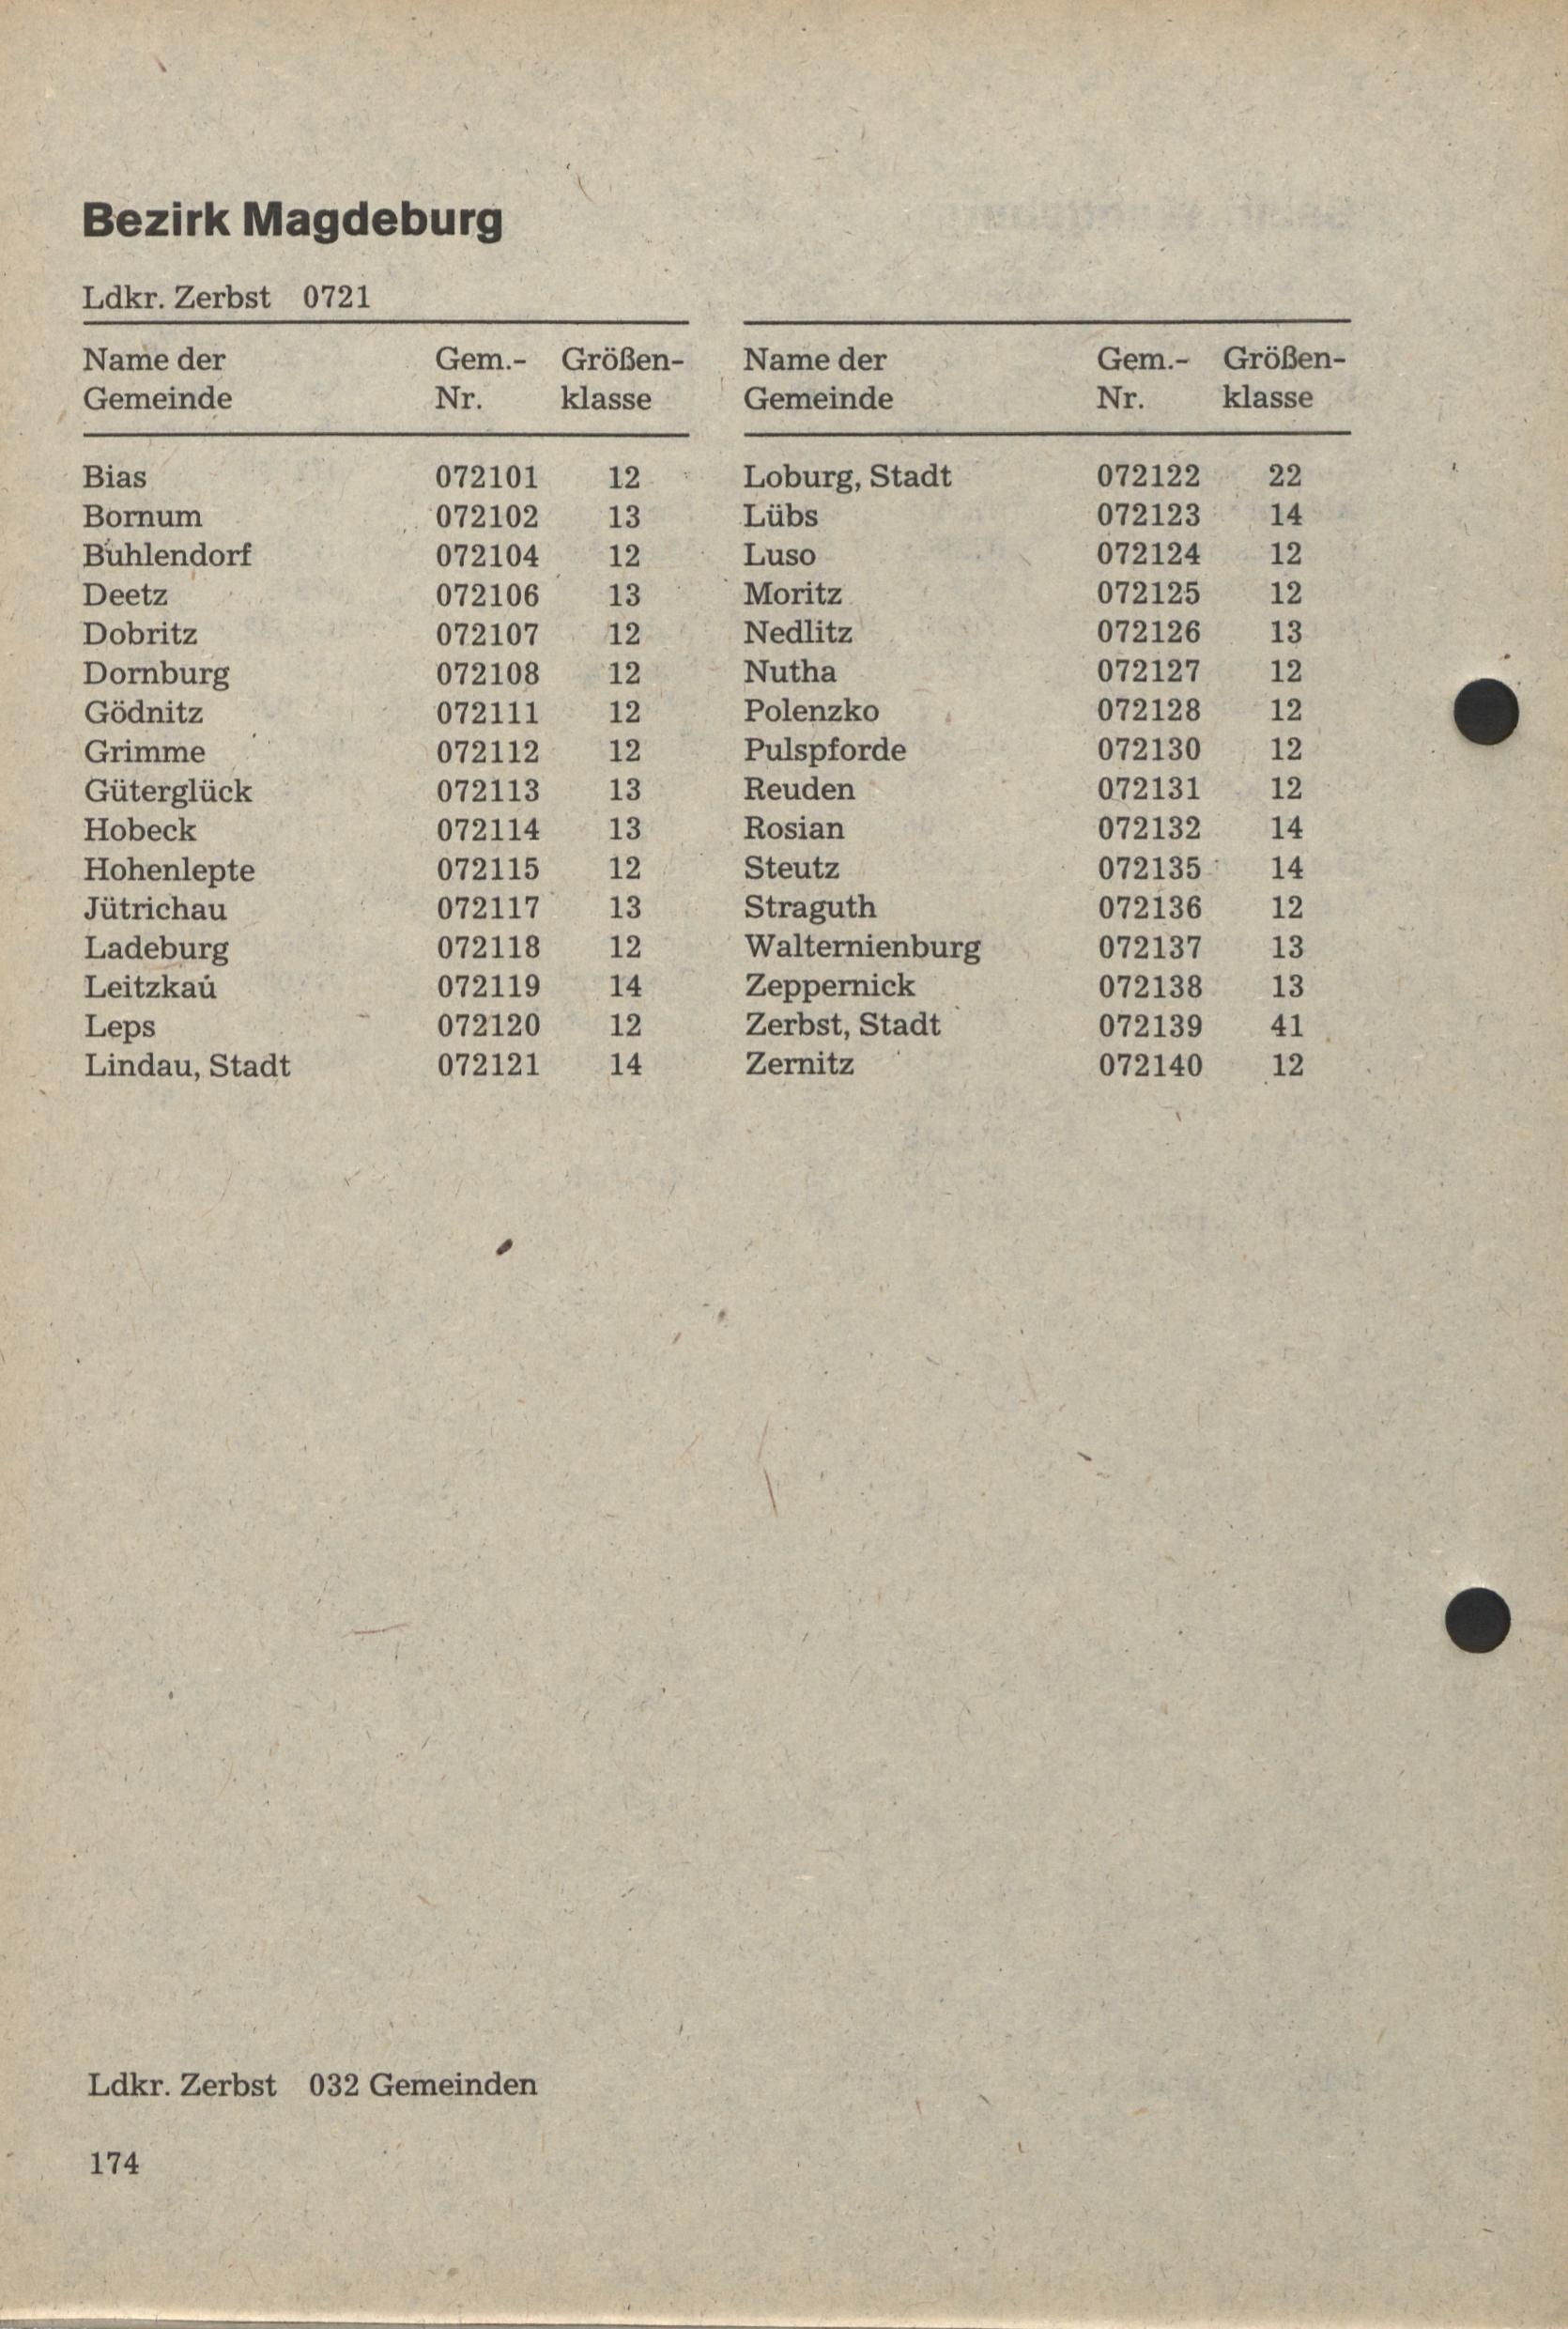 Bezirk Magdeburg
Ldkr. Zerbst 0721
Name der Gem.- Größen-
Gemeinde Nr. klasse
Bias 072101 12
Bornum 072102 13
Buhlendorf 072104 12
Deetz 072106 13
Dobritz 072107 12
Dornburg 072108 12
Gödnitz 072111 12
Grimme 072112 12
Güterglück 072113 13
Hobeck 072114 13
Hohenlepte 072115 12
Jütrichau 072117 13
Ladeburg 072118 12
Leitzkau 072119 14
Leps 072120 12
Lindau, Stadt 072121 14
Name der Gem.- Größen-
Gemeinde Nr. klasse
Loburg, Stadt 072122 22
Lübs 072123 14
Luso 072124 12
Moritz 072125 12
Nedlitz 072126 13
Nutha 072127 12
Polenzko 072128 12
Pulspforde 072130 12
Reuden 072131 12
Rosian 072132 14
Steutz 072135 14
Straguth 072136 12
Walternienburg 072137 13
Zeppernick 072138 13
Zerbst, Stadt 072139 41
Zernitz 072140 12
Ldkr. Zerbst 032 Gemeinden
174